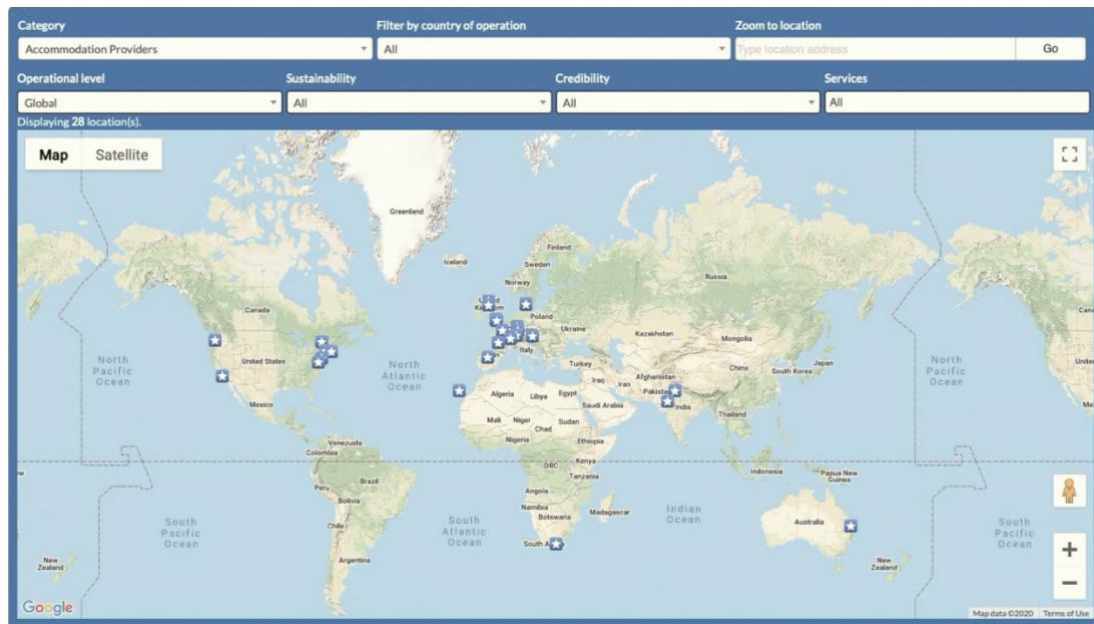 Category Filter by country of operation Zoom to location
Accommodation Providers All Type location address Go
Operational level Sustainability Credibility Services
Global All All All
Displaying 28 location(s).
Map Satellite
Greenland
Iceland
Finland
Sweden
Norway
Russia
Canada
Poland
Ukraine
Kazakhstan
Mongolia
North Pacific Ocean
United States
North Atlantic Ocean
Italy
Turkey
China
South Korea
Japan
Afghanistan
Iraq
Iran
Algeria
Libya
Egypt
Pakistan
Saudi Arabia
India
Mexico
Mali
Niger
Chad
Sudan
Thailand
Nigeria
Ethiopia
Venezuela
Colombia
DRC
Kenya
Tanzania
Indonesia
Papua New Guinea
Peru
Brazil
Angola
Bolivia
Namibia
Botswana
Madagascar
Indian Ocean
Australia
South Pacific Ocean
Chile
South Atlantic Ocean
Argentina
New Zealand
New Zealand
South Pacific Ocean
Google
Map data ©2020 Terms of Use